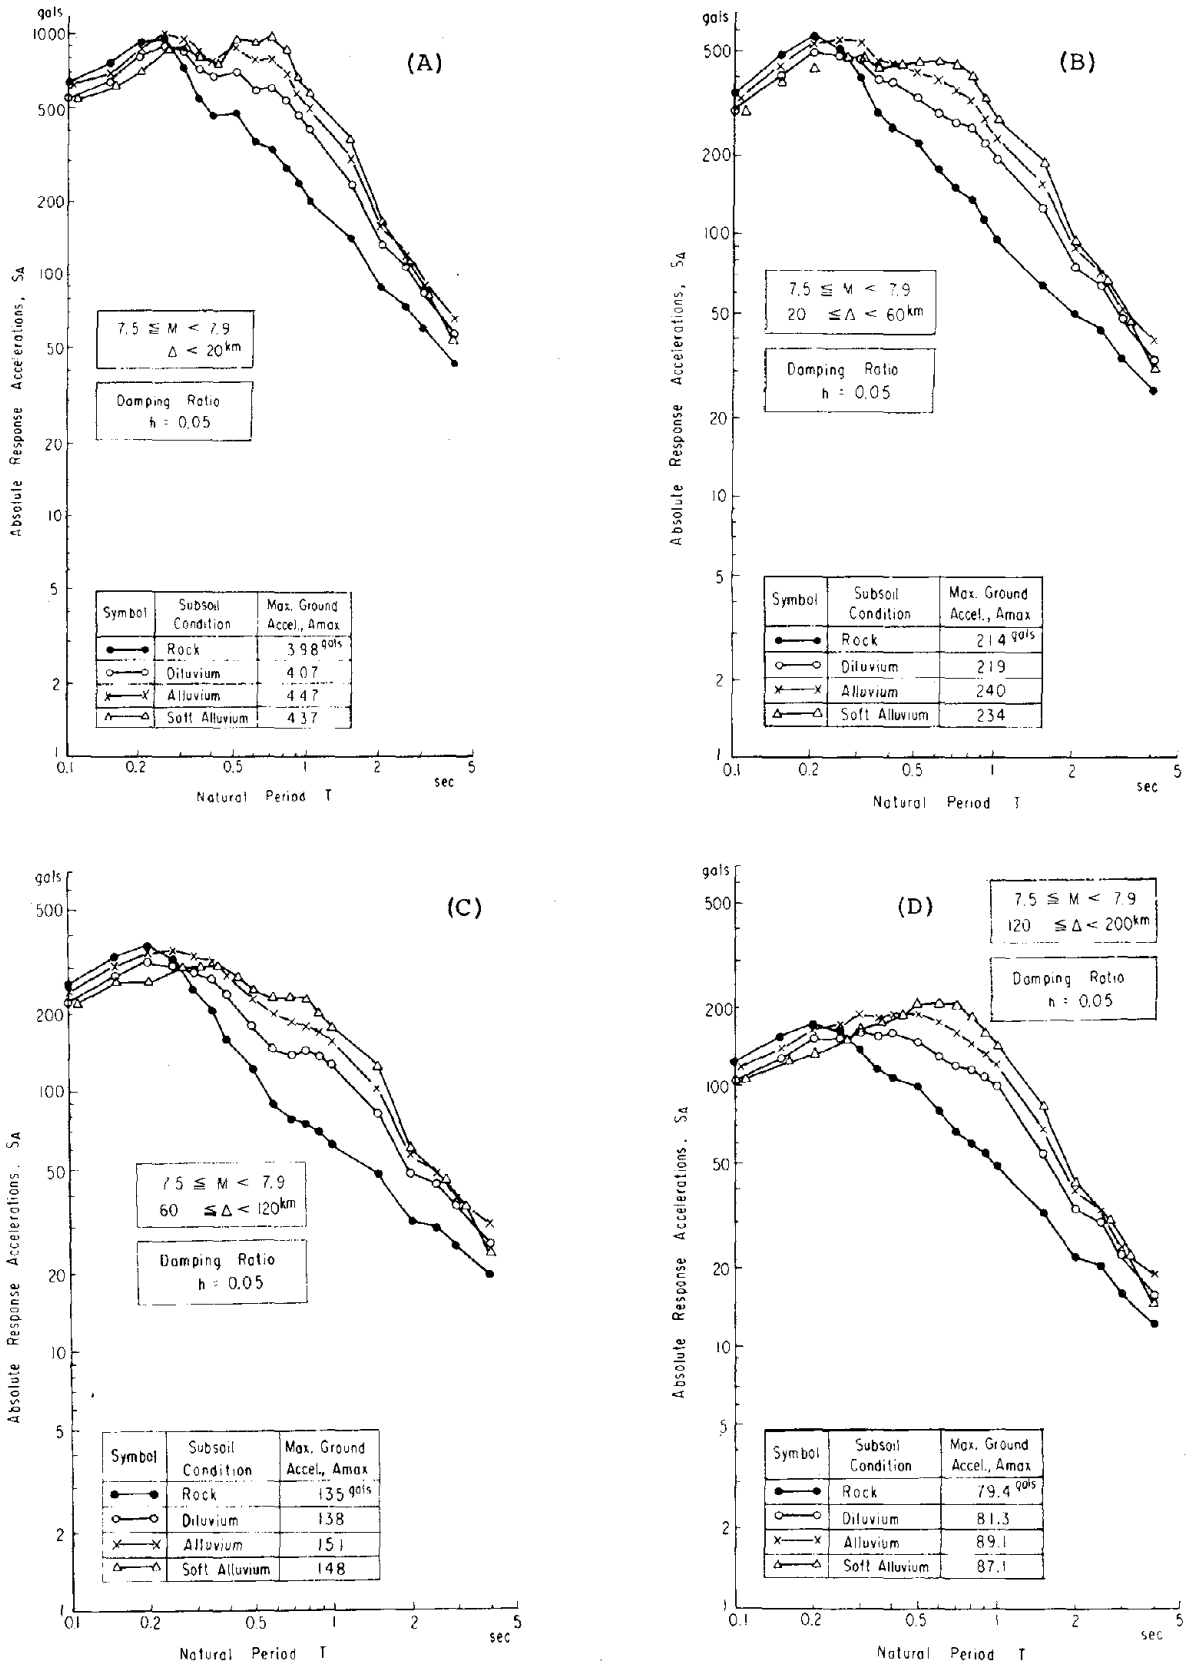 gals
1000
500
200
100
50
20
10
5
2
1
Absolute Response Accelerations, SA
(A)
7.5 ≦ M < 7.9
Δ < 20km
Damping Ratio
h = 0.05
Symbol Subsoil Condition Max. Ground Accel., Amax
Rock 398 gals
Diluvium 407
Alluvium 447
Soft Alluvium 437
0.1 0.2 0.5 1 2 5
sec
Natural Period T
gals
500
200
100
50
20
10
5
2
1
Absolute Response Accelerations, SA
(B)
7.5 ≦ M < 7.9
20 ≦ Δ < 60km
Damping Ratio
h = 0.05
Symbol Subsoil Condition Max. Ground Accel., Amax
Rock 214 gals
Diluvium 219
Alluvium 240
Soft Alluvium 234
0.1 0.2 0.5 1 2 5
sec
Natural Period T
gals
500
200
100
50
20
10
5
2
1
Absolute Response Accelerations, SA
(C)
7.5 ≦ M < 7.9
60 ≦ Δ < 120km
Damping Ratio
h = 0.05
Symbol Subsoil Condition Max. Ground Accel., Amax
Rock 135 gals
Diluvium 138
Alluvium 151
Soft Alluvium 148
0.1 0.2 0.5 1 2 5
sec
Natural Period T
gals
500
200
100
50
20
10
5
2
1
Absolute Response Accelerations, SA
(D)
7.5 ≦ M < 7.9
120 ≦ Δ < 200km
Damping Ratio
h = 0.05
Symbol Subsoil Condition Max. Ground Accel., Amax
Rock 79.4 gals
Diluvium 81.3
Alluvium 89.1
Soft Alluvium 87.1
0.1 0.2 0.5 1 2 5
sec
Natural Period T